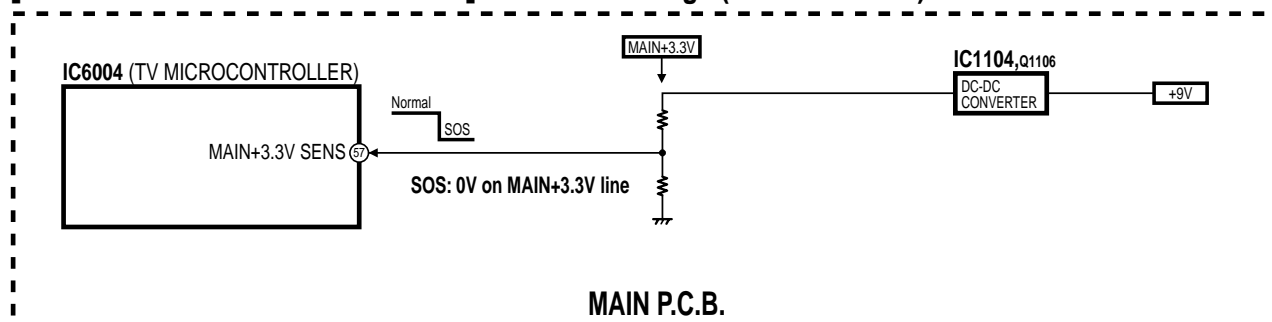 MAIN+3.3V
IC6004 (TV MICROCONTROLLER)
IC1104,Q1106
DC-DC
CONVERTER
+9V
Normal
SOS
MAIN+3.3V SENS 57
SOS: 0V on MAIN+3.3V line
MAIN P.C.B.